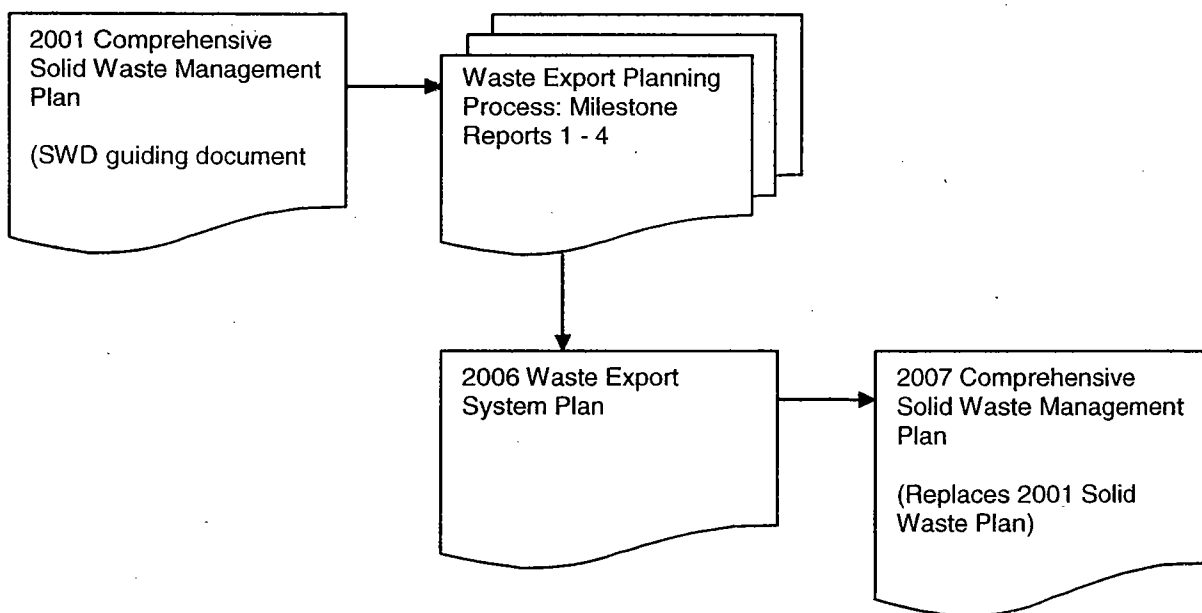 2001 Comprehensive
Solid Waste Management
Plan
(SWD guiding document
Waste Export Planning
Process: Milestone
Reports 1 - 4
2006 Waste Export
System Plan
2007 Comprehensive
Solid Waste Management
Plan
(Replaces 2001 Solid
Waste Plan)